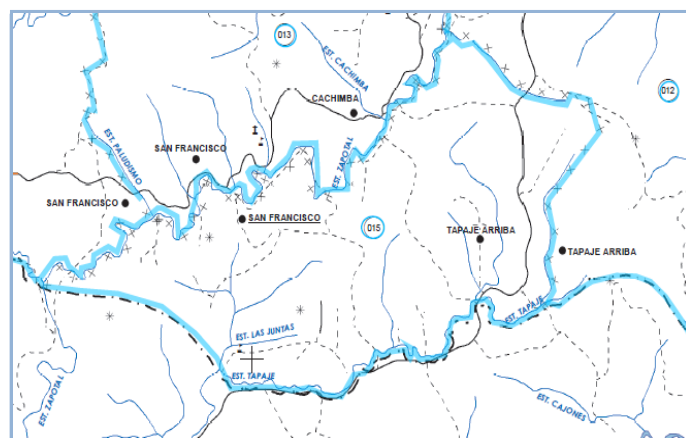 D13
EST. CACHIMBA
D12
CACHIMBA
SAN FRANCISCO
EST. PALUDISMO
EST. ZAPOTAL
SAN FRANCISCO
SAN FRANCISCO
D15
TAPAJE ARRIBA
TAPAJE ARRIBA
EST. TAPAJE
EST. LAS JUNTAS
EST. TAPAJE
EST. ZAPOTAL
EST. CAJONES